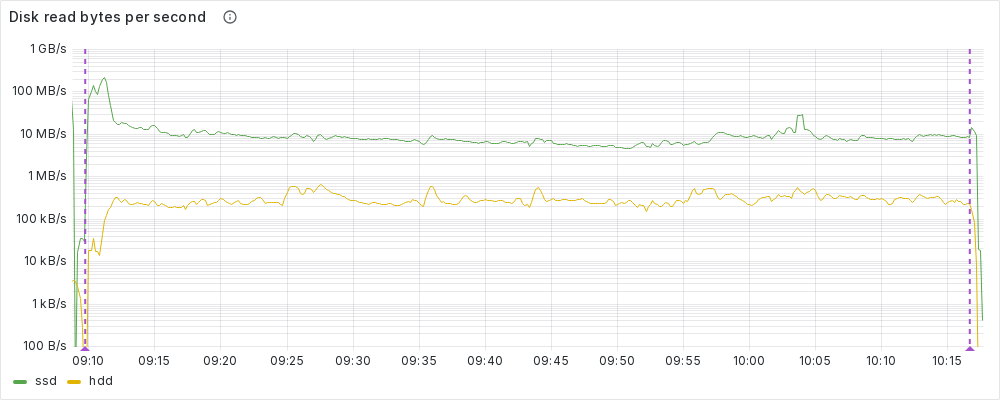 Disk read bytes per second
1 GB/s
100 MB/s
10 MB/s
1 MB/s
100 kB/s
10 kB/s
1 kB/s
100 B/s
09:10 09:15 09:20 09:25 09:30 09:35 09:40 09:45 09:50 09:55 10:00 10:05 10:10 10:15
ssd hdd